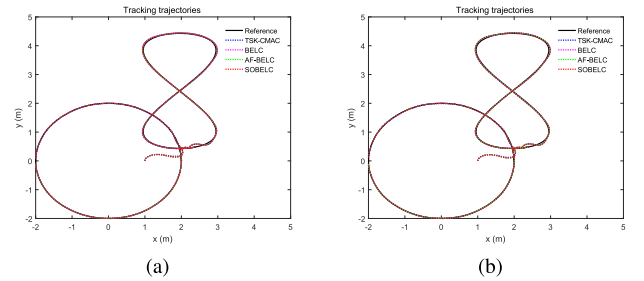 Tracking trajectories
5
4
3
2
1
0
-1
-2
y (m)
Reference
TSK-CMAC
BELC
AF-BELC
SOBELC
-2 -1 0 1 2 3 4 5
x (m)
(a)
Tracking trajectories
5
4
3
2
1
0
-1
-2
y (m)
Reference
TSK-CMAC
BELC
AF-BELC
SOBELC
-2 -1 0 1 2 3 4 5
x (m)
(b)